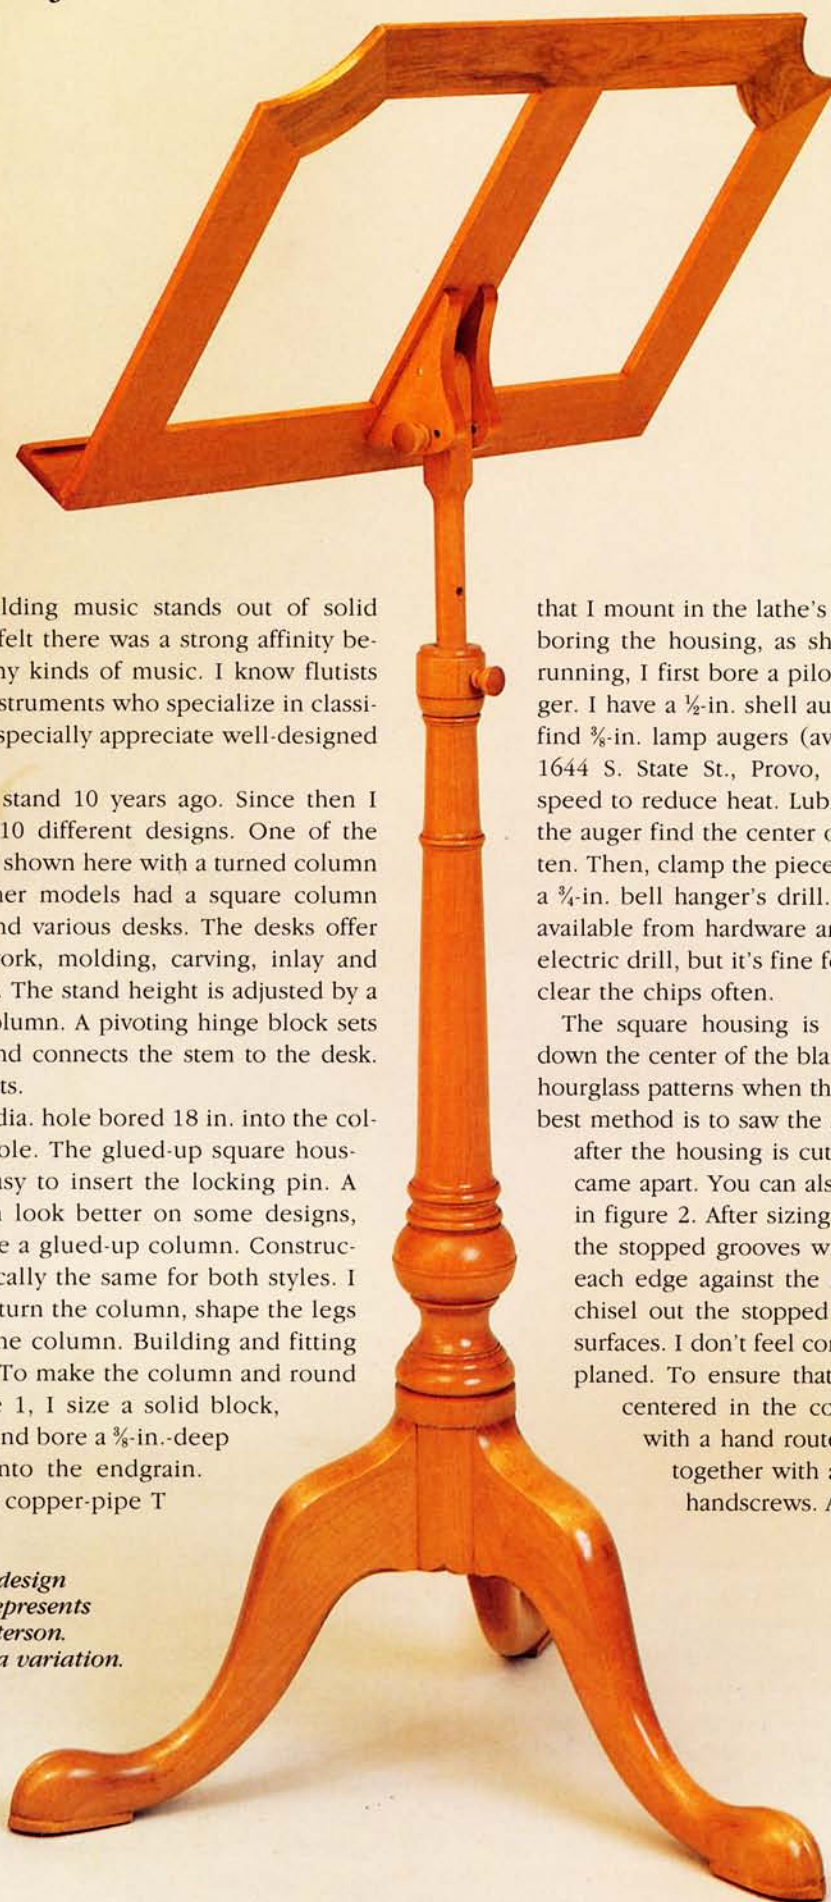 lding music stands out of solid
felt there was a strong affinity be-
ny kinds of music. I know flutists
struments who specialize in classi-
specially appreciate well-designed
stand 10 years ago. Since then I
10 different designs. One of the
shown here with a turned column
her models had a square column
nd various desks. The desks offer
work, molding, carving, inlay and
. The stand height is adjusted by a
olumn. A pivoting hinge block sets
nd connects the stem to the desk.
ts.
dia. hole bored 18 in. into the col-
ole. The glued-up square hous-
asy to insert the locking pin. A
n look better on some designs,
e a glued-up column. Construc-
cally the same for both styles. I
turn the column, shape the legs
he column. Building and fitting
To make the column and round
e 1, I size a solid block,
nd bore a ⅜-in.-deep
nto the endgrain.
copper-pipe T
design
epresents
terson.
a variation.
that I mount in the lathe's
boring the housing, as sh
running, I first bore a pilo
ger. I have a ½-in. shell au
find ⅜-in. lamp augers (av
1644 S. State St., Provo,
speed to reduce heat. Lub
the auger find the center o
ten. Then, clamp the piece
a ¾-in. bell hanger's drill.
available from hardware ar
electric drill, but it's fine fo
clear the chips often.
The square housing is
down the center of the bla
hourglass patterns when th
best method is to saw the
after the housing is cut
came apart. You can als
in figure 2. After sizing
the stopped grooves w
each edge against the
chisel out the stopped
surfaces. I don't feel cor
planed. To ensure that
centered in the co
with a hand route
together with a
handscrews. A